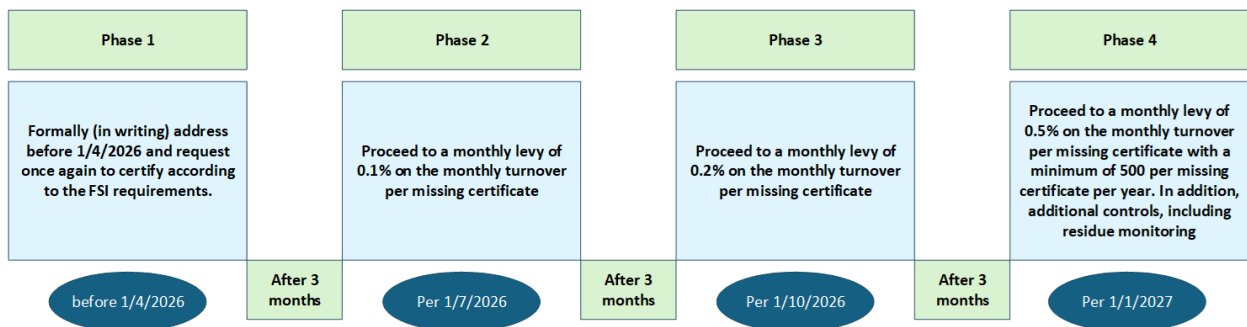 Phase 1
Formally (in writing) address
before 1/4/2026 and request
once again to certify according
to the FSI requirements.
before 1/4/2026
After 3
months
Phase 2
Proceed to a monthly levy of
0.1% on the monthly turnover
per missing certificate
Per 1/7/2026
After 3
months
Phase 3
Proceed to a monthly levy of
0.2% on the monthly turnover
per missing certificate
Per 1/10/2026
After 3
months
Phase 4
Proceed to a monthly levy of
0.5% on the monthly turnover
per missing certificate with a
minimum of 500 per missing
certificate per year. In addition,
additional controls, including
residue monitoring
Per 1/1/2027